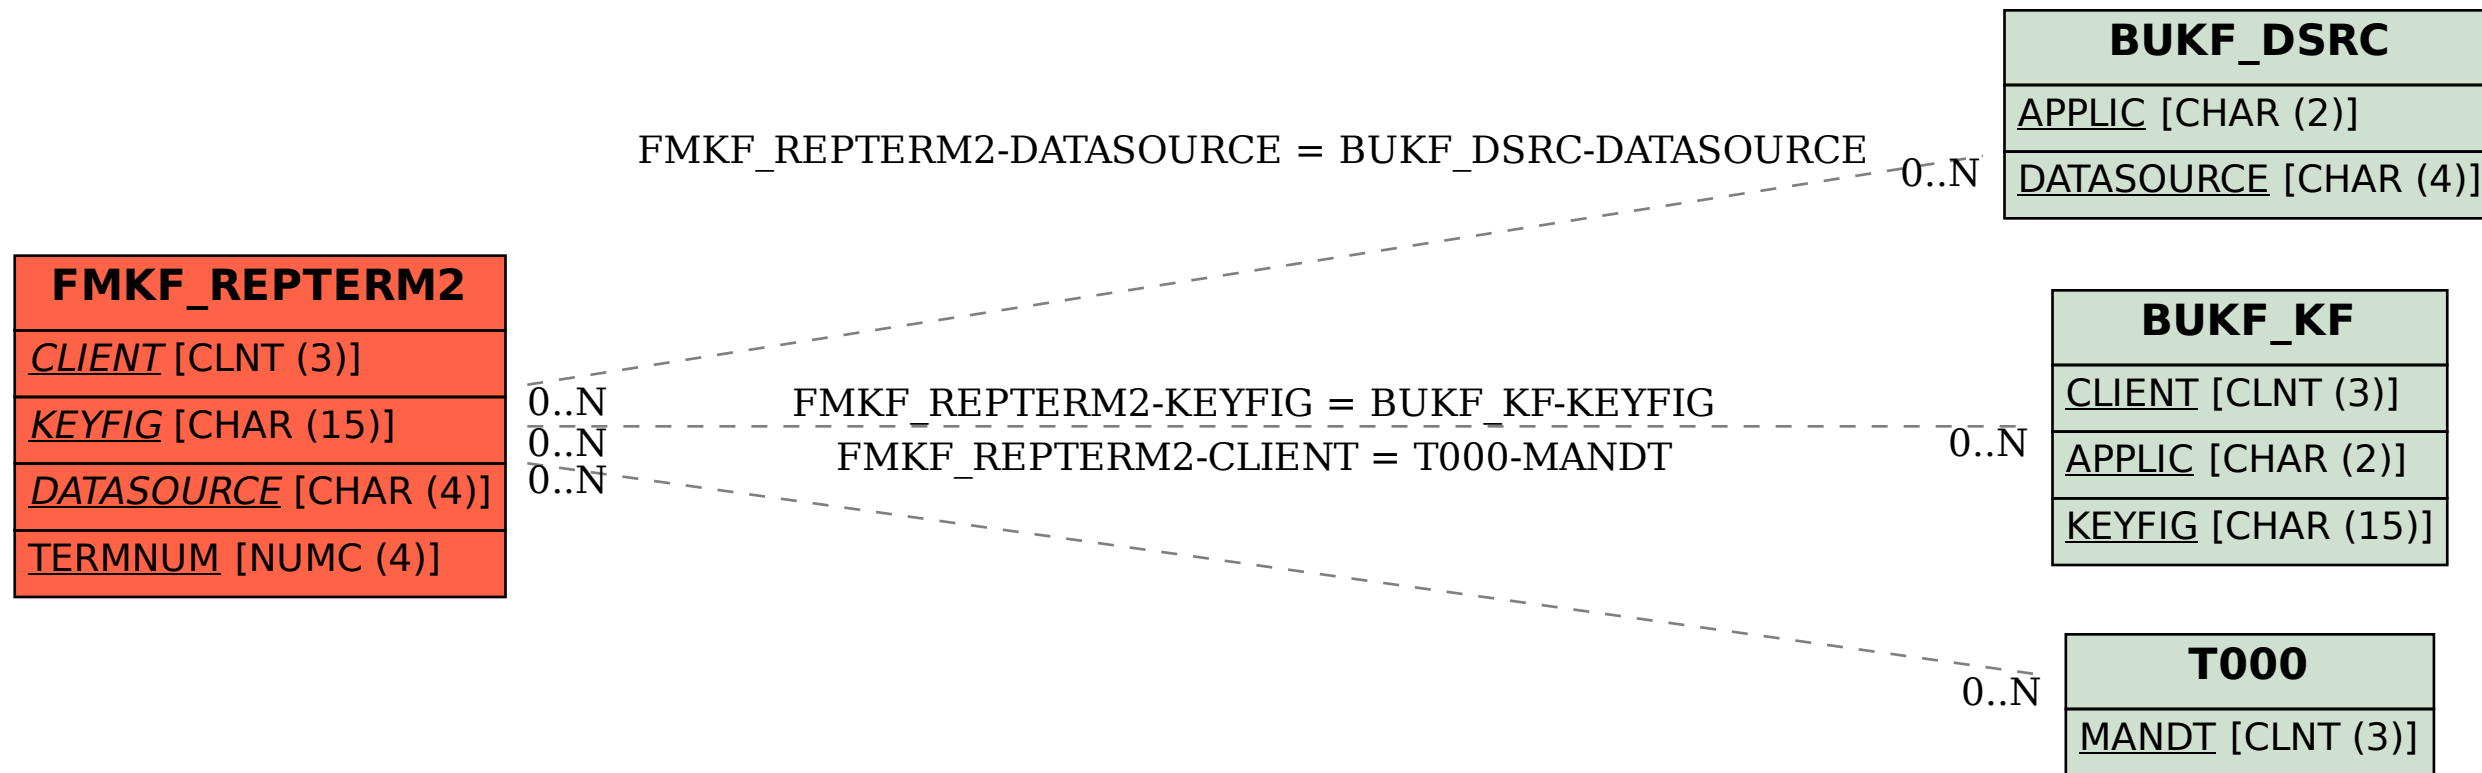 BUKF_DSRC
APPLIC [CHAR (2)]
DATASOURCE [CHAR (4)]
FMKF_REPTERM2-DATASOURCE = BUKF_DSRC-DATASOURCE
0..N
FMKF_REPTERM2
CLIENT [CLNT (3)]
KEYFIG [CHAR (15)]
DATASOURCE [CHAR (4)]
TERMNUM [NUMC (4)]
0..N
0..N
0..N
FMKF_REPTERM2-KEYFIG = BUKF_KF-KEYFIG
FMKF_REPTERM2-CLIENT = T000-MANDT
0..N
BUKF_KF
CLIENT [CLNT (3)]
APPLIC [CHAR (2)]
KEYFIG [CHAR (15)]
0..N
T000
MANDT [CLNT (3)]